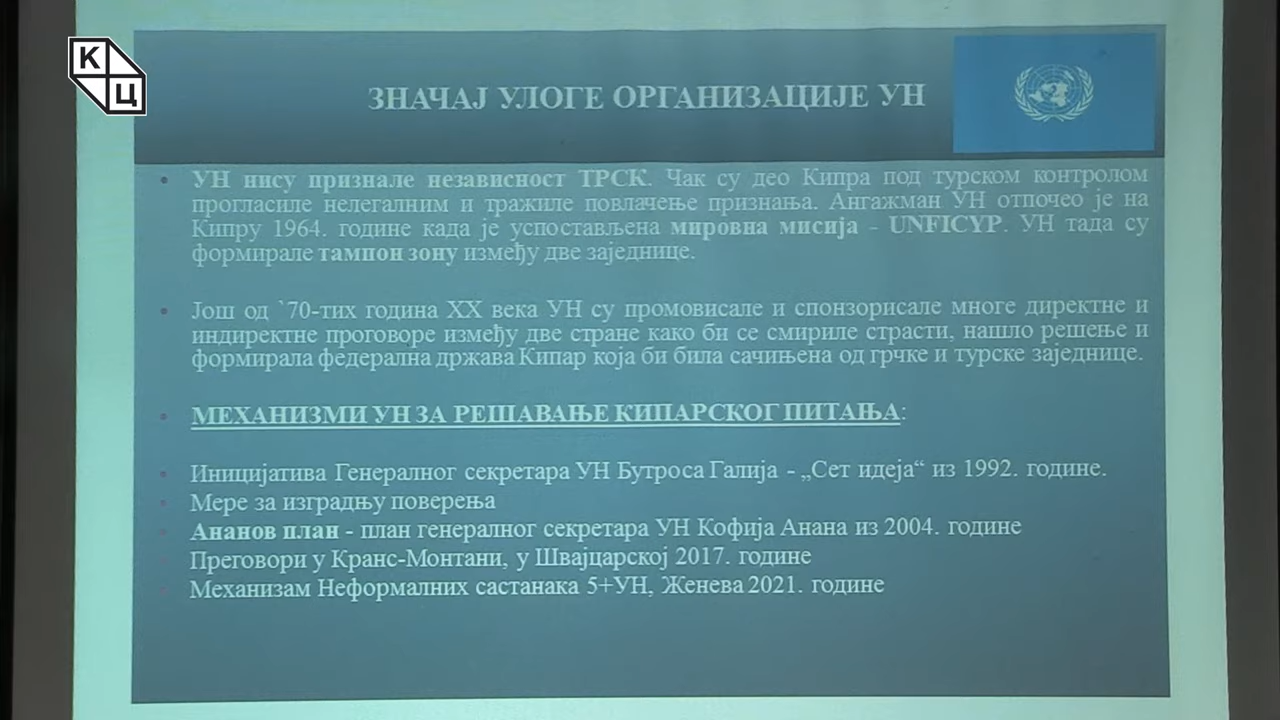 К
Ц
ЗНАЧАЈ УЛОГЕ ОРГАНИЗАЦИЈЕ УН
• УН нису признале независност ТРСК. Чак су део Кипра под турском контролом
прогласиле нелегалним и тражиле повлачење признања. Ангажман УН отпочео је на
Кипру 1964. године када је успостављена мировна мисија - UNFICYP. УН тада су
формирале тампон зону између две заједнице.
• Још од `70-тих година XX века УН су промовисале и спонзорисале многе директне и
индиректне проговоре између две стране како би се смириле страсти, нашло решење и
формирала федерална држава Кипар која би била сачињена од грчке и турске заједнице.
• МЕХАНИЗМИ УН ЗА РЕШАВАЊЕ КИПАРСКОГ ПИТАЊА:
• Иницијатива Генералног секретара УН Бутроса Галија - „Сет идеја“ из 1992. године.
• Мере за изградњу поверења
• Ананов план - план генералног секретара УН Кофија Анана из 2004. године
• Преговори у Кранс-Монтани, у Швајцарској 2017. године
• Механизам Неформалних састанака 5+УН, Женева 2021. године